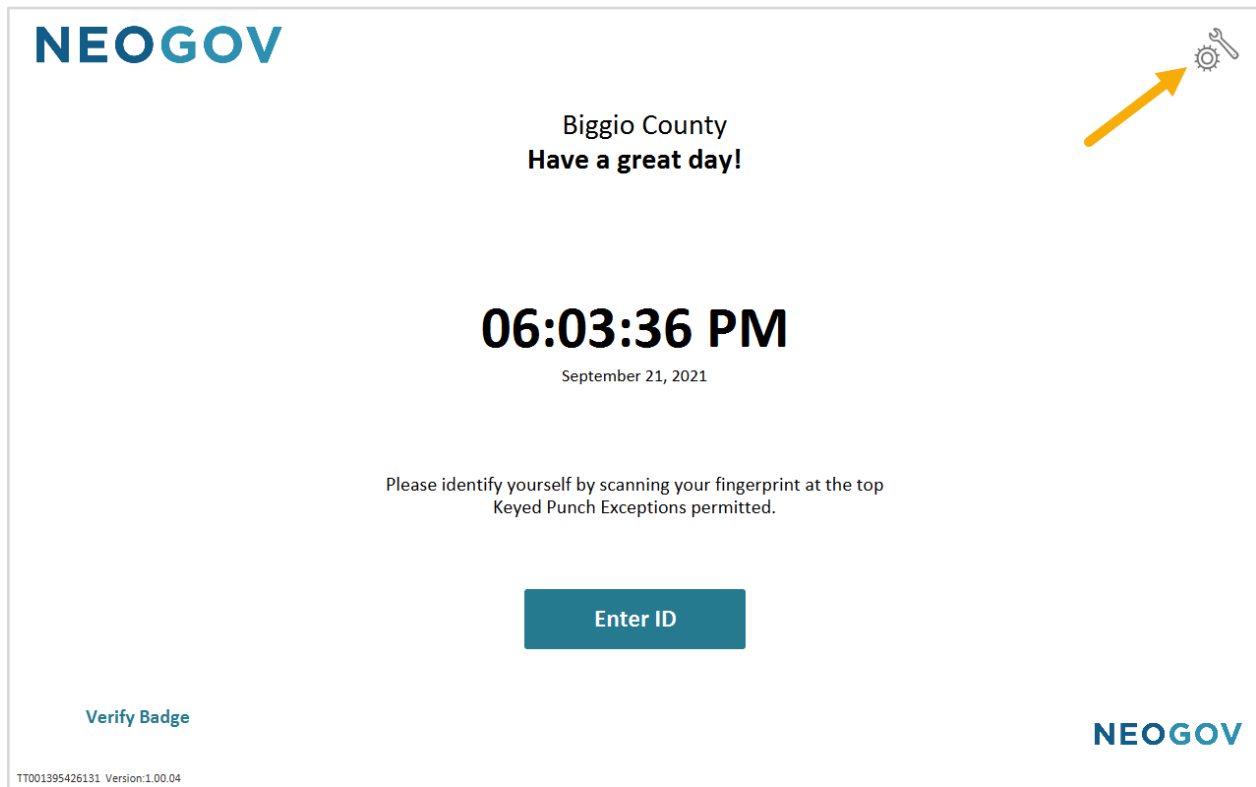 NEOGOV
Biggio County
Have a great day!
06:03:36 PM
September 21, 2021
Please identify yourself by scanning your fingerprint at the top
Keyed Punch Exceptions permitted.
Enter ID
Verify Badge
NEOGOV
TT001395426131 Version:1.00.04